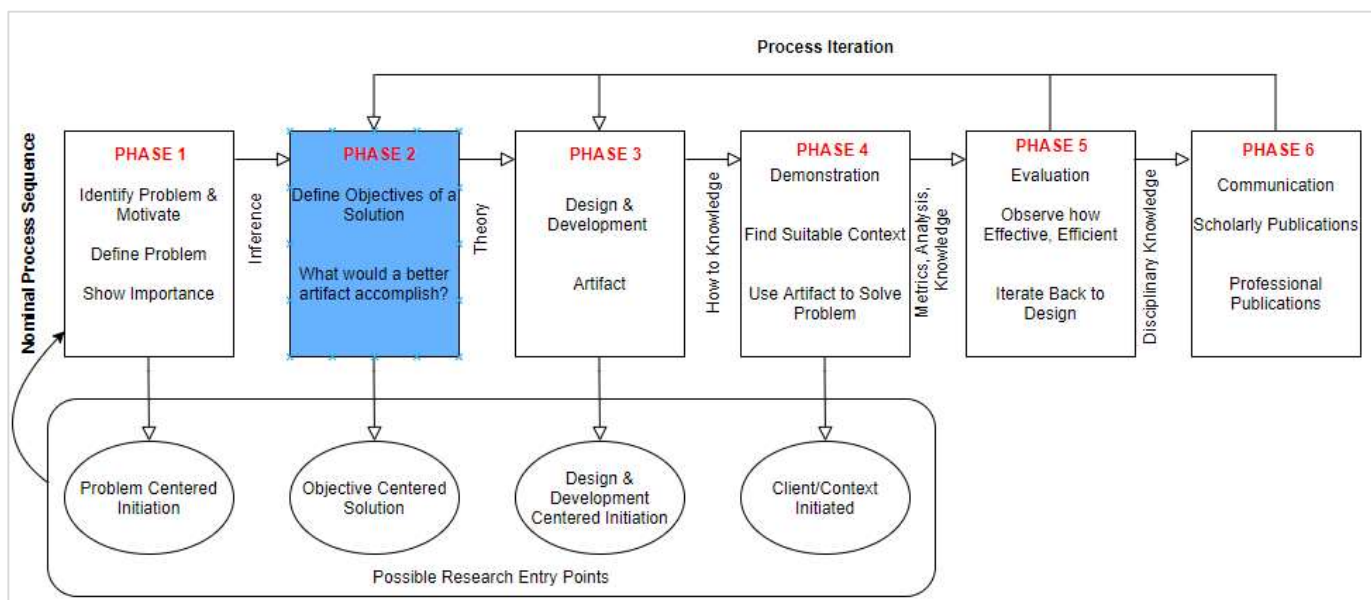 Process Iteration
Nominal Process Sequence
PHASE 1
Identify Problem &
Motivate
Define Problem
Show Importance
Inference
PHASE 2
Define Objectives of a
Solution
What would a better
artifact accomplish?
Theory
PHASE 3
Design &
Development
Artifact
How to Knowledge
PHASE 4
Demonstration
Find Suitable Context
Use Artifact to Solve
Problem
Metrics, Analysis,
Knowledge
PHASE 5
Evaluation
Observe how
Effective, Efficient
Iterate Back to
Design
Disciplinary Knowledge
PHASE 6
Communication
Scholarly Publications
Professional
Publications
Problem Centered
Initiation
Objective Centered
Solution
Design &
Development
Centered Initiation
Client/Context
Initiated
Possible Research Entry Points